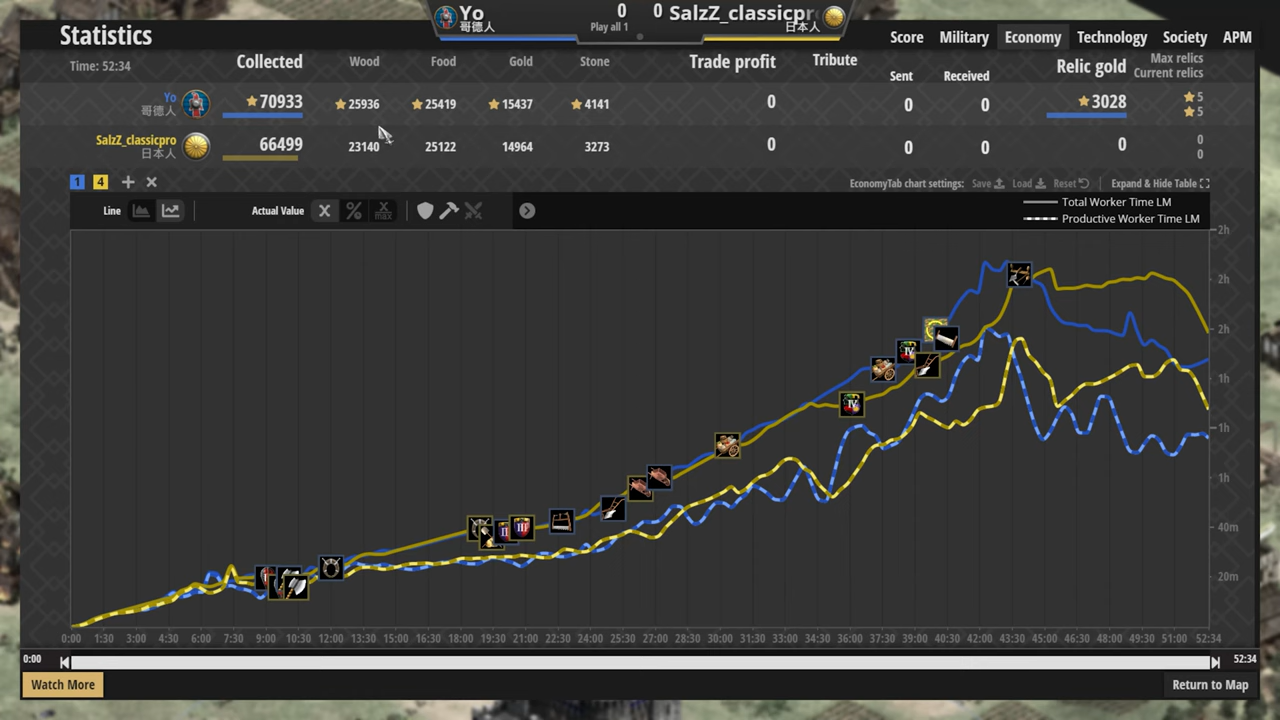 Yo
哥德人
0
Play all 1
0
SalzZ_classicpr
日本人
Statistics
Score Military Economy Technology Society APM
Time: 52:34
Collected Wood Food Gold Stone Trade profit Tribute Sent Received Relic gold Max relics
Current relics
Yo
哥德人
70933 25936 25419 15437 4141 0 0 0 3028 5
5
SalzZ_classicpro
日本人
66499 23140 25122 14964 3273 0 0 0 0 0
0
1 4 + ×
EconomyTab chart settings: Save Load Reset Expand & Hide Table
Line Actual Value X % X max
Total Worker Time LM
Productive Worker Time LM
2h
2h
2h
1h
1h
1h
40m
20m
IV
IV
II III
0:00 1:30 3:00 4:30 6:00 7:30 9:00 10:30 12:00 13:30 15:00 16:30 18:00 19:30 21:00 22:30 24:00 25:30 27:00 28:30 30:00 31:30 33:00 34:30 36:00 37:30 39:00 40:30 42:00 43:30 45:00 46:30 48:00 49:30 51:00 52:34
0:00 52:34
Watch More Return to Map